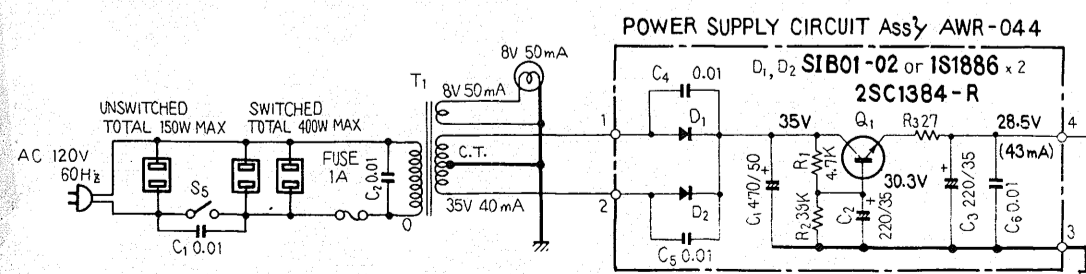 POWER SUPPLY CIRCUIT Ass'y AWR-044
8V 50mA
C4 0.01
D1, D2 SIB01-02 or 1S1886 x 2
2SC1384-R
T1
8V 50mA
UNSWITCHED
TOTAL 150W MAX
SWITCHED
TOTAL 400W MAX
1
D1
35V
Q1
R3 27
28.5V
4
(43mA)
AC 120V
60Hz
FUSE
1A
C2 0.01
C.T.
C1 470/50
R1
4.7K
30.3V
C3 220/35
C6 0.01
S5
35V 40mA
0
2
D2
R2 39K
C2
220/35
C1 0.01
C5 0.01
3